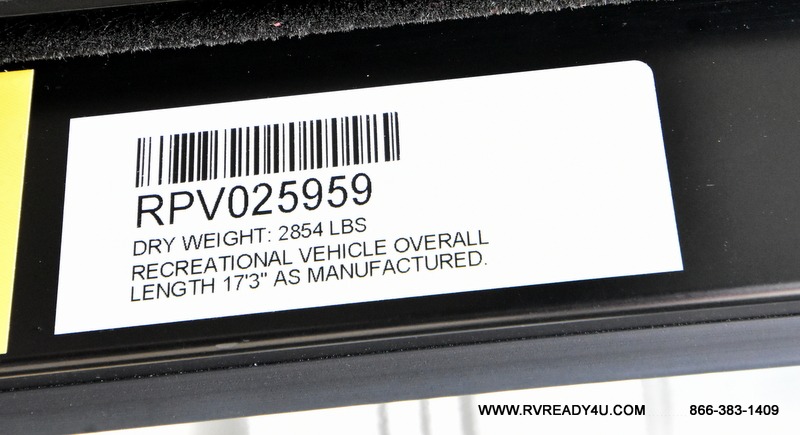 RPV025959
DRY WEIGHT: 2854 LBS
RECREATIONAL VEHICLE OVERALL
LENGTH 17'3" AS MANUFACTURED.
WWW.RVREADY4U.COM 866-383-1409